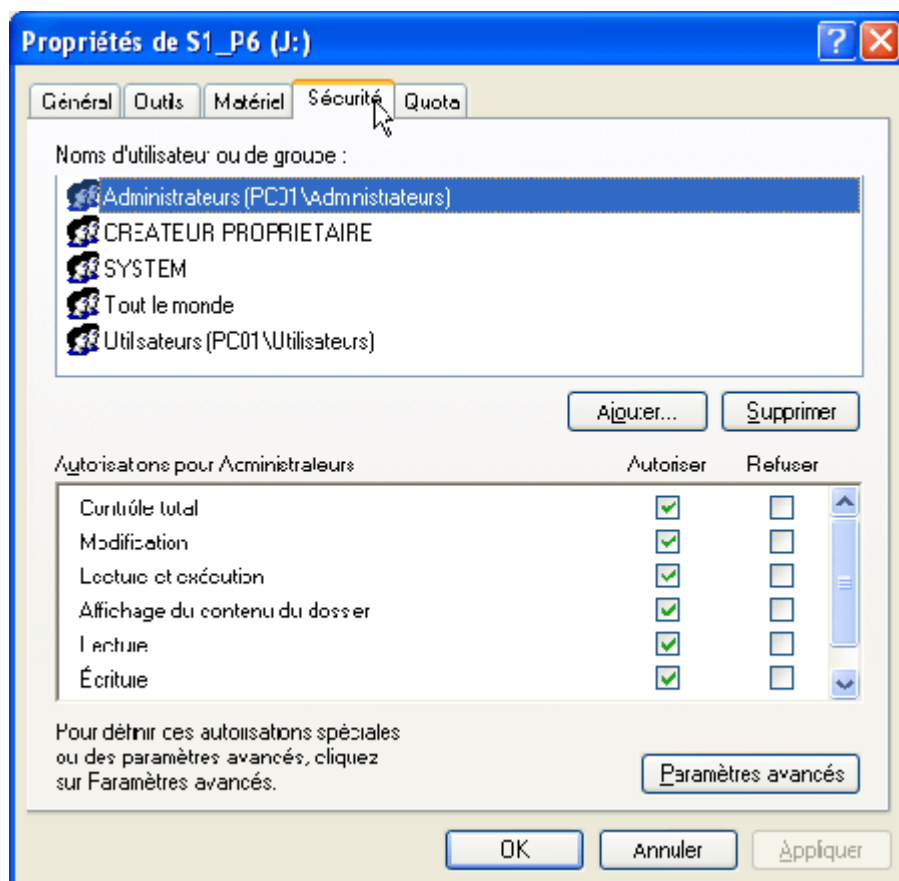 Propriétés de S1_P6 (J:)
Général Outils Matériel Sécurité Quota
Noms d'utilisateur ou de groupe :
Administrateurs (PC01\Administrateurs)
CREATEUR PROPRIETAIRE
SYSTEM
Tout le monde
Utilisateurs (PC01\Utilisateurs)
Ajouter... Supprimer
Autorisations pour Administrateurs Autoriser Refuser
Contrôle total
Modification
Lecture et exécution
Affichage du contenu du dossier
Lecture
Écriture
Pour définir ces autorisations spéciales
ou des paramètres avancés, cliquez
sur Paramètres avancés.
Paramètres avancés
OK Annuler Appliquer